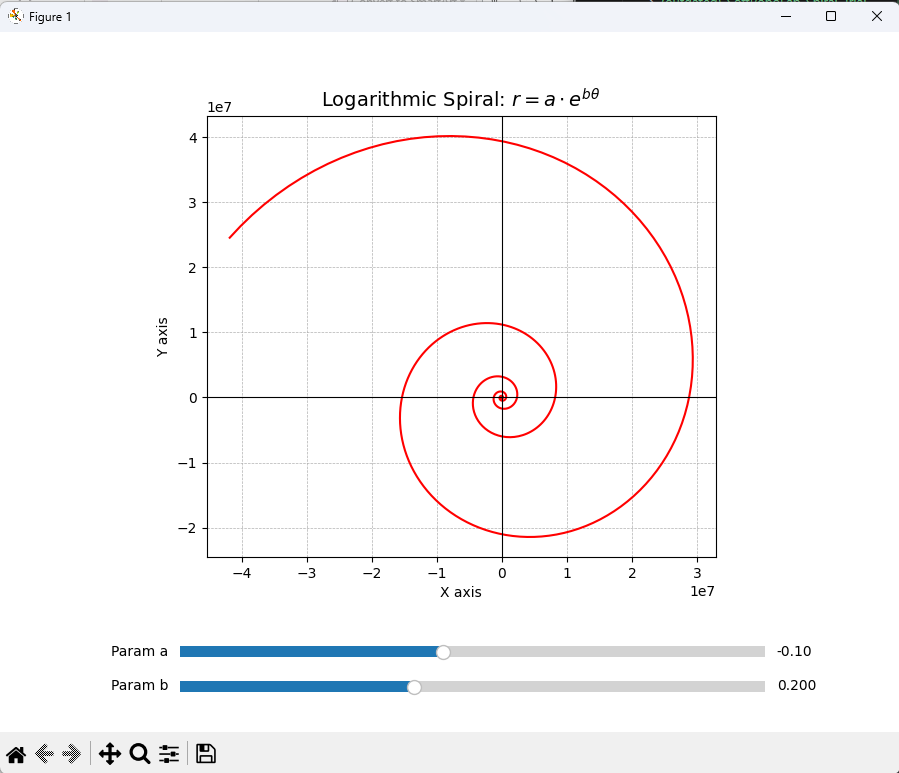 Figure 1
Logarithmic Spiral: r = a · e^{bθ}
1e7
4
3
2
1
0
−1
−2
Y axis
−4 −3 −2 −1 0 1 2 3
1e7
X axis
Param a -0.10
Param b 0.200